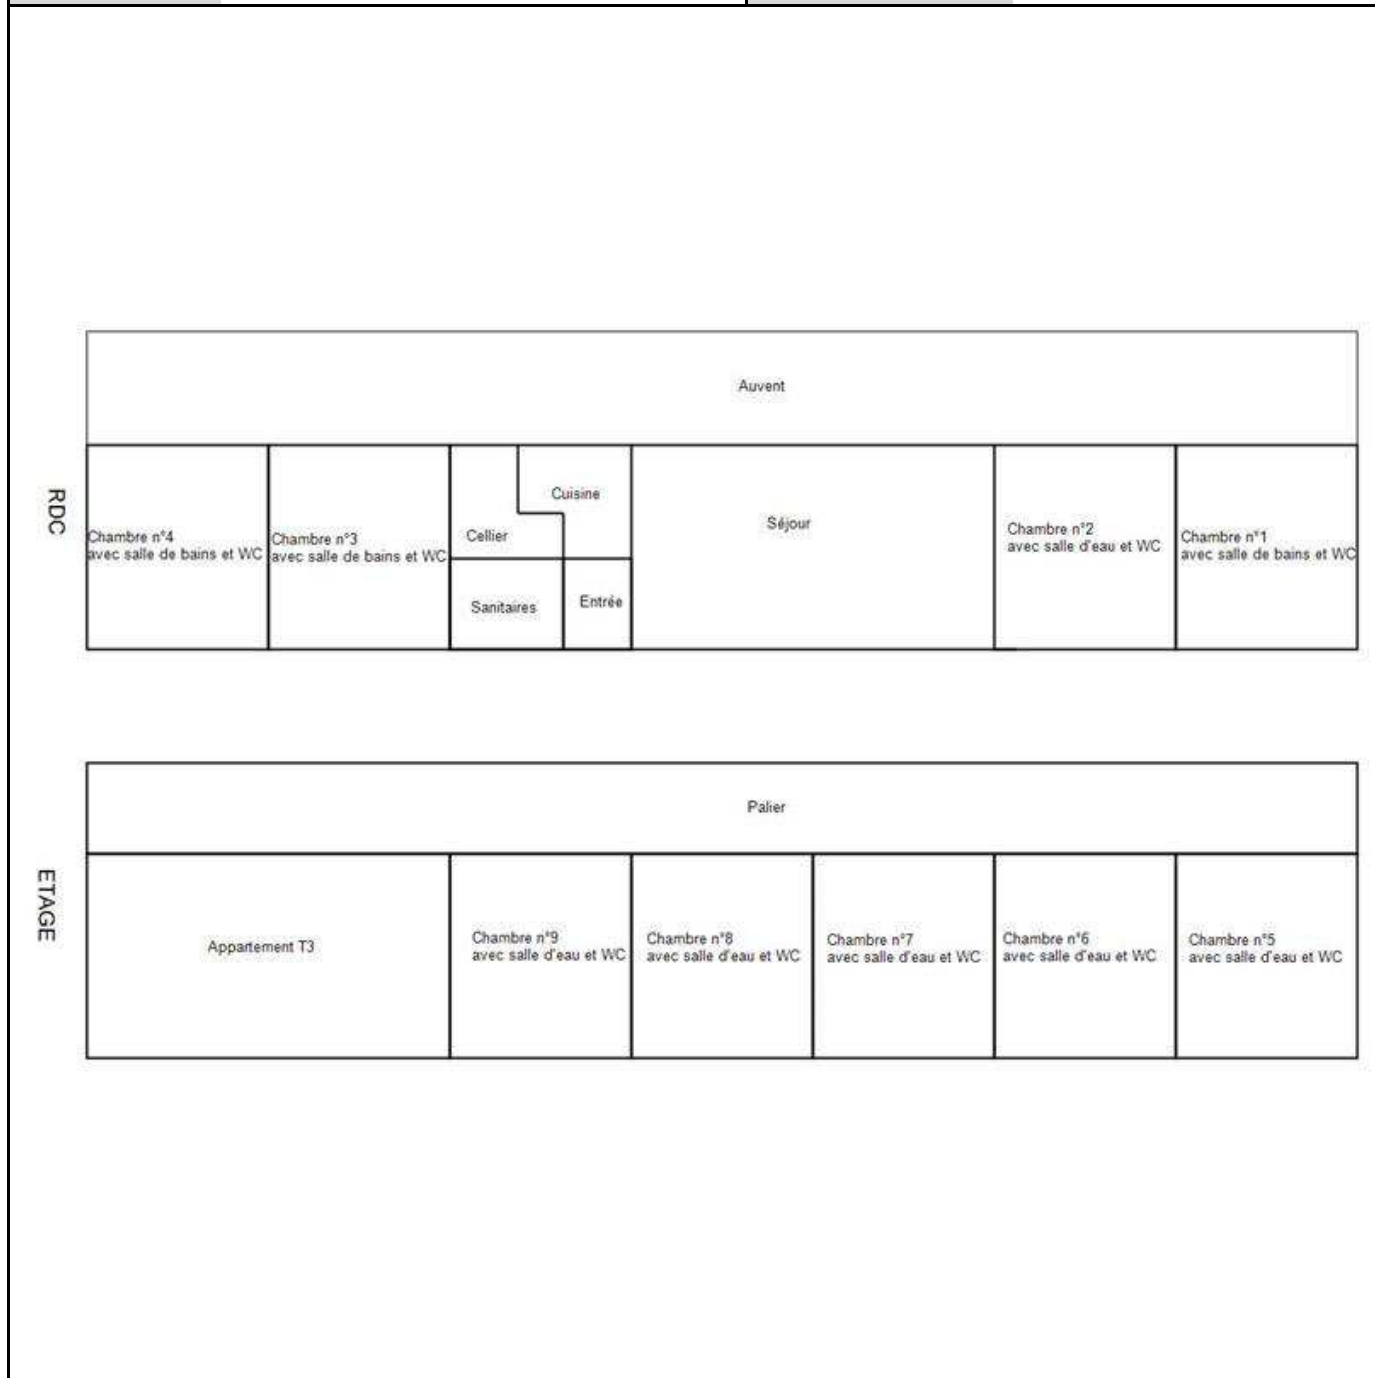 Auvent
RDC
Chambre n°4
avec salle de bains et WC
Chambre n°3
avec salle de bains et WC
Cellier
Cuisine
Sanitaires
Entrée
Séjour
Chambre n°2
avec salle d'eau et WC
Chambre n°1
avec salle de bains et WC
Palier
ETAGE
Appartement T3
Chambre n°9
avec salle d'eau et WC
Chambre n°8
avec salle d'eau et WC
Chambre n°7
avec salle d'eau et WC
Chambre n°6
avec salle d'eau et WC
Chambre n°5
avec salle d'eau et WC